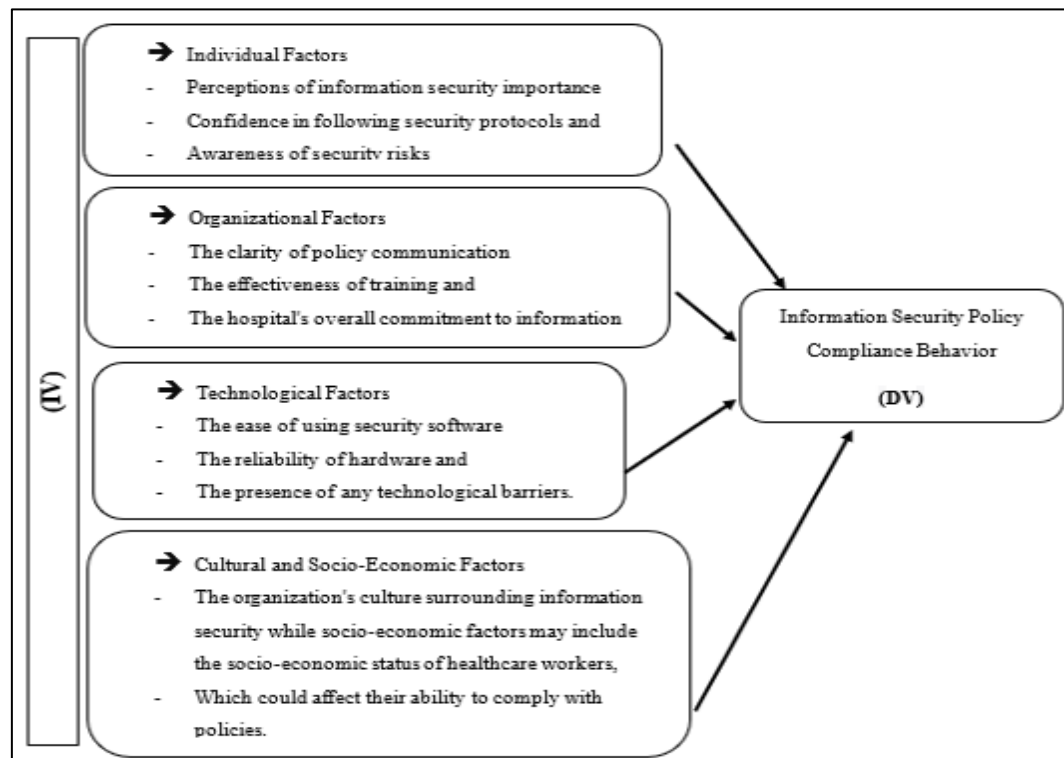 (IV)
➔ Individual Factors
- Perceptions of information security importance
- Confidence in following security protocols and
- Awareness of security risks
➔ Organizational Factors
- The clarity of policy communication
- The effectiveness of training and
- The hospital's overall commitment to information
➔ Technological Factors
- The ease of using security software
- The reliability of hardware and
- The presence of any technological barriers.
➔ Cultural and Socio-Economic Factors
- The organization's culture surrounding information
security while socio-economic factors may include
the socio-economic status of healthcare workers,
- Which could affect their ability to comply with
policies.
Information Security Policy
Compliance Behavior
(DV)